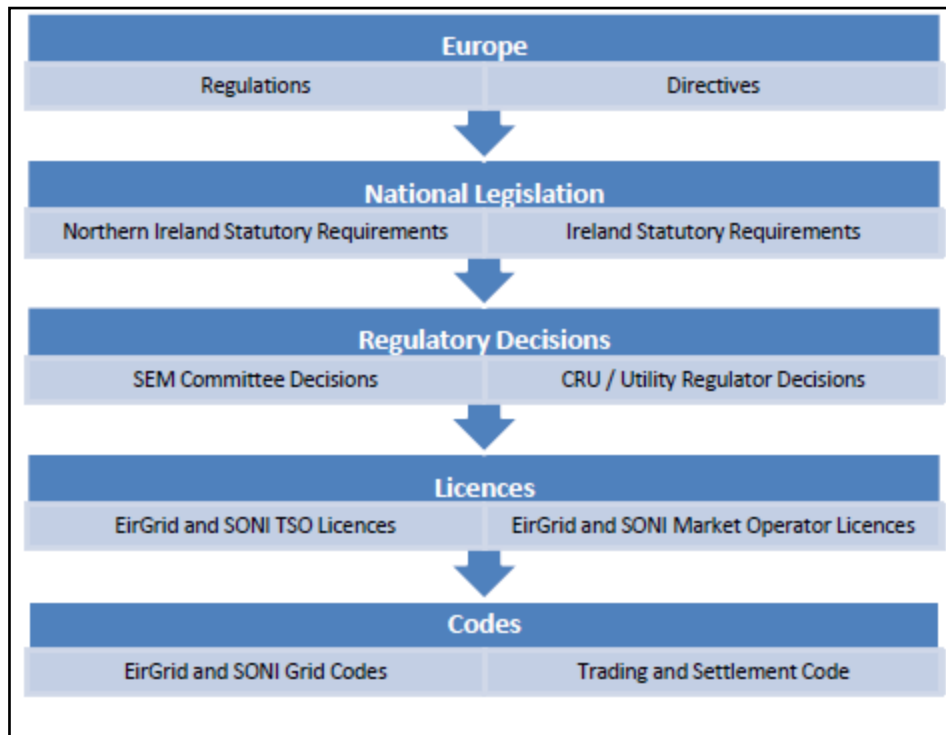 Europe
Regulations
Directives
National Legislation
Northern Ireland Statutory Requirements
Ireland Statutory Requirements
Regulatory Decisions
SEM Committee Decisions
CRU / Utility Regulator Decisions
Licences
EirGrid and SONI TSO Licences
EirGrid and SONI Market Operator Licences
Codes
EirGrid and SONI Grid Codes
Trading and Settlement Code